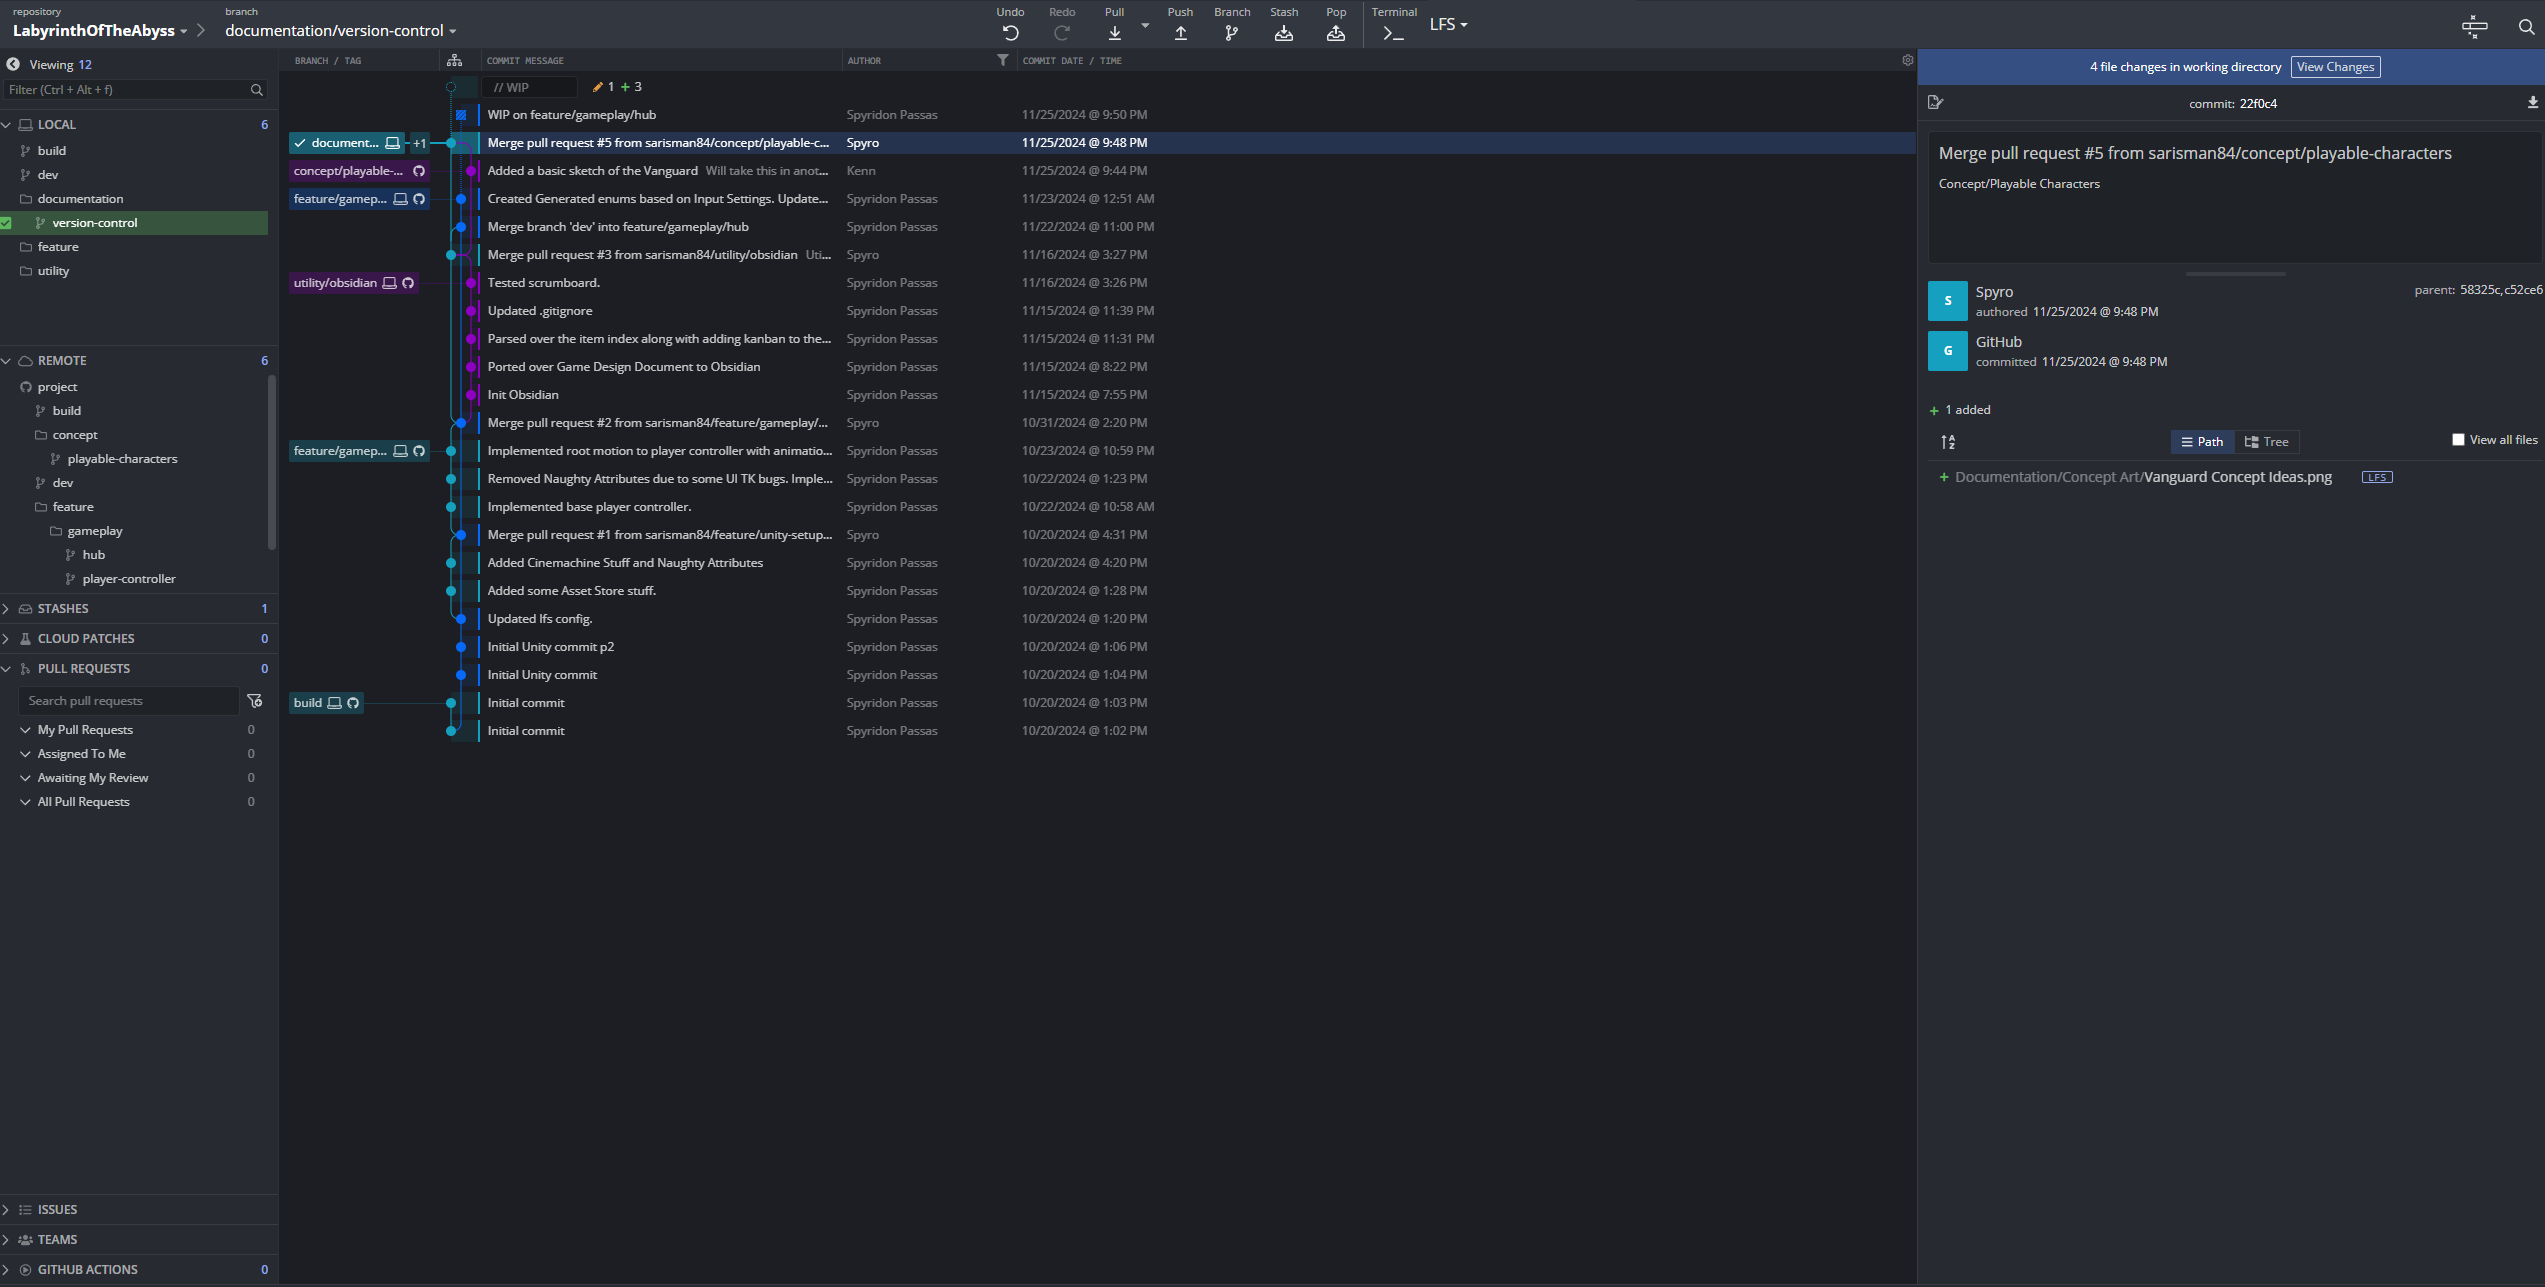 repository
LabyrinthOfTheAbyss
branch
documentation/version-control
Undo
Redo
Pull
Push
Branch
Stash
Pop
Terminal
LFS
Viewing 12
Filter (Ctrl + Alt + f)
LOCAL 6
build
dev
documentation
version-control
feature
utility
REMOTE 6
project
build
concept
playable-characters
dev
feature
gameplay
hub
player-controller
STASHES 1
CLOUD PATCHES 0
PULL REQUESTS 0
Search pull requests
My Pull Requests 0
Assigned To Me 0
Awaiting My Review 0
All Pull Requests 0
ISSUES
TEAMS
GITHUB ACTIONS 0
BRANCH / TAG COMMIT MESSAGE AUTHOR COMMIT DATE / TIME
// WIP 1 + 3
WIP on feature/gameplay/hub Spyridon Passas 11/25/2024 @ 9:50 PM
document... +1 Merge pull request #5 from sarisman84/concept/playable-c... Spyro 11/25/2024 @ 9:48 PM
concept/playable-... Added a basic sketch of the Vanguard Will take this in anot... Kenn 11/25/2024 @ 9:44 PM
feature/gamep... Created Generated enums based on Input Settings. Update... Spyridon Passas 11/23/2024 @ 12:51 AM
Merge branch 'dev' into feature/gameplay/hub Spyridon Passas 11/22/2024 @ 11:00 PM
Merge pull request #3 from sarisman84/utility/obsidian Uti... Spyro 11/16/2024 @ 3:27 PM
utility/obsidian Tested scrumboard. Spyridon Passas 11/16/2024 @ 3:26 PM
Updated .gitignore Spyridon Passas 11/15/2024 @ 11:39 PM
Parsed over the item index along with adding kanban to the... Spyridon Passas 11/15/2024 @ 11:31 PM
Ported over Game Design Document to Obsidian Spyridon Passas 11/15/2024 @ 8:22 PM
Init Obsidian Spyridon Passas 11/15/2024 @ 7:55 PM
Merge pull request #2 from sarisman84/feature/gameplay/... Spyro 10/31/2024 @ 2:20 PM
feature/gamep... Implemented root motion to player controller with animatio... Spyridon Passas 10/23/2024 @ 10:59 PM
Removed Naughty Attributes due to some UI TK bugs. Imple... Spyridon Passas 10/22/2024 @ 1:23 PM
Implemented base player controller. Spyridon Passas 10/22/2024 @ 10:58 AM
Merge pull request #1 from sarisman84/feature/unity-setup... Spyro 10/20/2024 @ 4:31 PM
Added Cinemachine Stuff and Naughty Attributes Spyridon Passas 10/20/2024 @ 4:20 PM
Added some Asset Store stuff. Spyridon Passas 10/20/2024 @ 1:28 PM
Updated lfs config. Spyridon Passas 10/20/2024 @ 1:20 PM
Initial Unity commit p2 Spyridon Passas 10/20/2024 @ 1:06 PM
Initial Unity commit Spyridon Passas 10/20/2024 @ 1:04 PM
build Initial commit Spyridon Passas 10/20/2024 @ 1:03 PM
Initial commit Spyridon Passas 10/20/2024 @ 1:02 PM
4 file changes in working directory View Changes
commit: 22f0c4
Merge pull request #5 from sarisman84/concept/playable-characters
Concept/Playable Characters
S
Spyro
authored 11/25/2024 @ 9:48 PM
parent: 58325c,c52ce6
G
GitHub
committed 11/25/2024 @ 9:48 PM
+ 1 added
A
Z
Path
Tree
View all files
+ Documentation/Concept Art/Vanguard Concept Ideas.png LFS